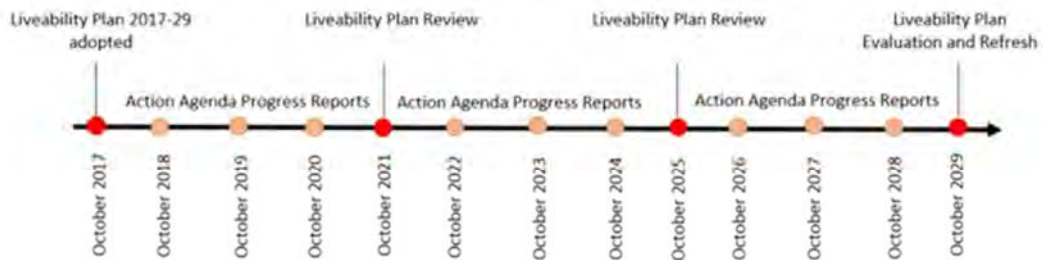 Liveability Plan 2017-29
adopted
Liveability Plan Review
Liveability Plan Review
Liveability Plan
Evaluation and Refresh
Action Agenda Progress Reports
Action Agenda Progress Reports
Action Agenda Progress Reports
October 2017
October 2018
October 2019
October 2020
October 2021
October 2022
October 2023
October 2024
October 2025
October 2026
October 2027
October 2028
October 2029